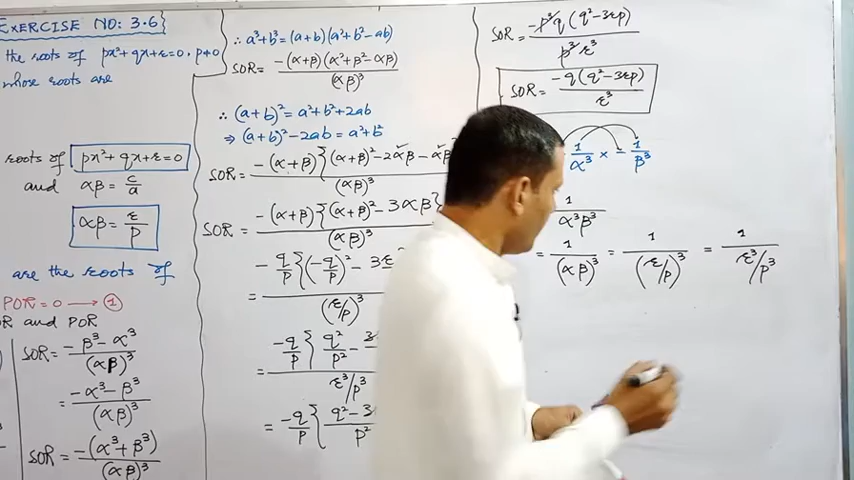 EXERCISE NO: 3.6
the roots of px²+qx+r=0, p≠0
whose roots are
roots of px²+qx+r=0
and αβ = c/a
αβ = r/p
are the roots of
POR=0 → ①
R and POR
SOR = (-β³-α³)/(αβ)³
= (-α³-β³)/(αβ)³
SOR = -(α³+β³)/(αβ)³
∴ a³+b³=(a+b)(a²+b²-ab)
SOR = -(α+β)(α²+β²-αβ)/(αβ)³
∴ (a+b)² = a²+b²+2ab
⇒ (a+b)²-2ab = a²+b²
SOR = -(α+β){(α+β)²-2αβ-αβ/(αβ)³
SOR = -(α+β){(α+β)²-3αβ}/(αβ)³
= -q/p{(-q/p)²-3r/(r/p)³
= -q/p{q²/p²-3/r³/p³
= -q/p{q²-3/p²
SOR = -p³q(q²-3rp)/p³r³
SOR = -q(q²-3rp)/r³
1/α³ × -1/β³
1/α³β³
= 1/(αβ)³ = 1/(r/p)³ = 1/r³/p³